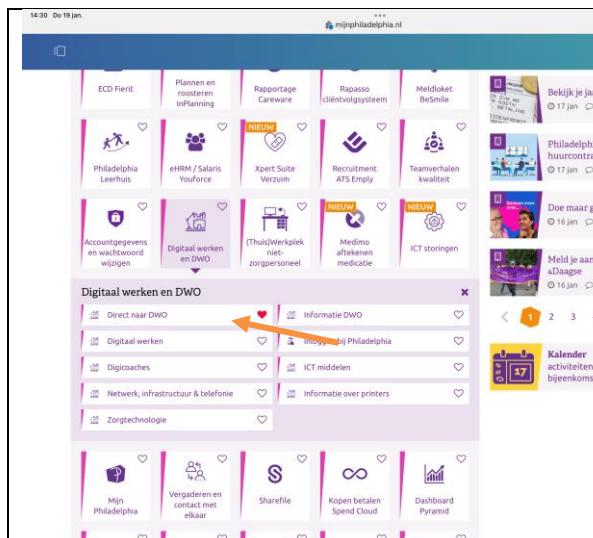 14:30 Do 19 jan.
mijnphiladelphia.nl
ECD Fierit
Plannen en
roosteren
InPlanning
Rapportage
Careware
Rapasso
cliëntvolgsysteem
Meldloket
BeSmile
Bekijk je ja
17 jan
NIEUW
Philadelphia
Leerhuis
eHRM / Salaris
Youforce
Xpert Suite
Verzuim
Recruitment
ATS Emply
Teamverhalen
kwaliteit
Philadelph
huurcontra
17 jan
NIEUW
NIEUW
Accountgegevens
en wachtwoord
wijzigen
Digitaal werken
en DWO
(Thuis)Werkplek
niet-
zorgpersoneel
Medimo
aftekenen
medicatie
ICT storingen
Doe maar g
16 jan
Meld je aan
4Daagse
16 jan
Digitaal werken en DWO
Direct naar DWO
Informatie DWO
Digitaal werken
bij Philadelphia
Digicoaches
ICT middelen
Netwerk, infrastructuur & telefonie
Informatie over printers
Zorgtechnologie
1 2 3
17
Kalender
activiteiten
bijeenkoms
Mijn
Philadelphia
Vergaderen en
contact met
elkaar
Sharefile
Kopen betalen
Spend Cloud
Dashboard
Pyramid